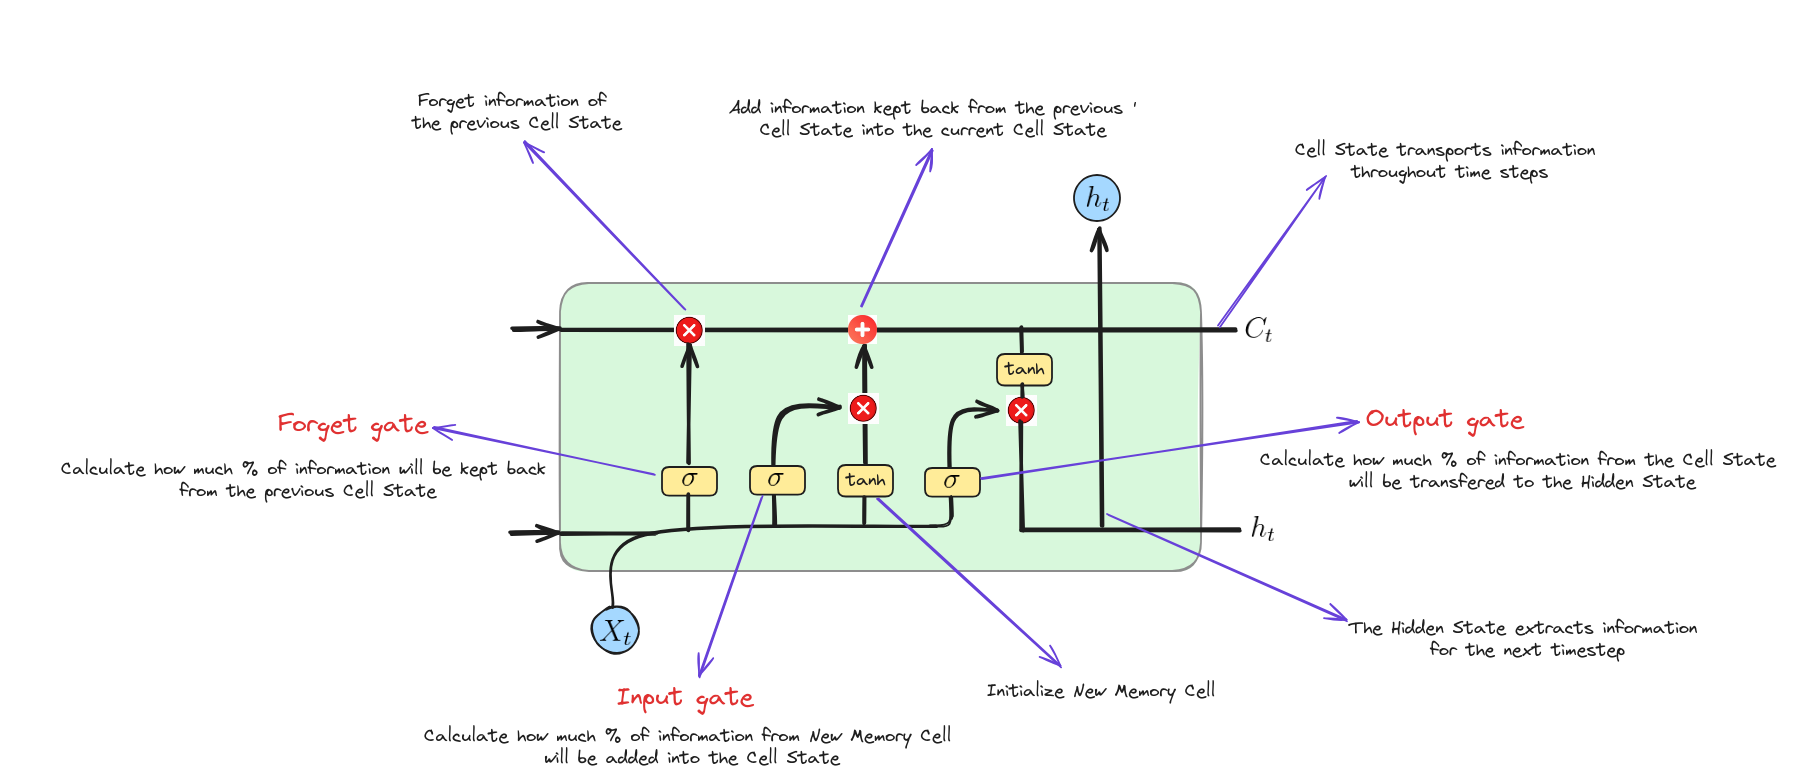 Forget information of
the previous Cell State
Add information kept back from the previous '
Cell State into the current Cell State
Cell State transports information
throughout time steps
h_t
C_t
tanh
Forget gate
Calculate how much % of information will be kept back
from the previous Cell State
Output gate
Calculate how much % of information from the Cell State
will be transfered to the Hidden State
σ
σ
tanh
σ
h_t
X_t
The Hidden State extracts information
for the next timestep
Input gate
Calculate how much % of information from New Memory Cell
will be added into the Cell State
Initialize New Memory Cell